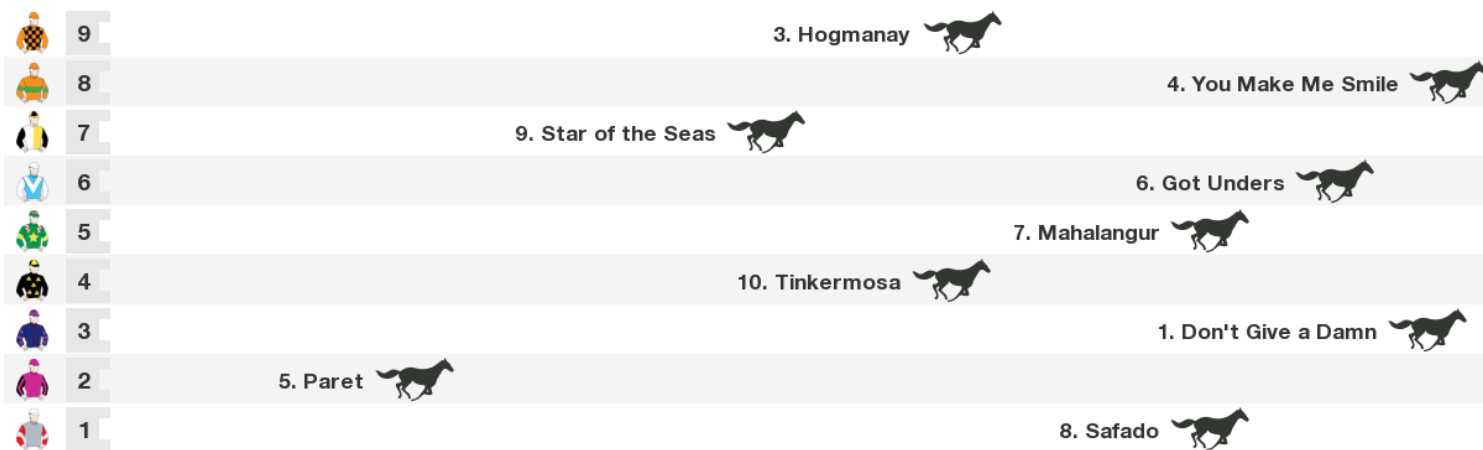 9 3. Hogmanay
8 4. You Make Me Smile
7 9. Star of the Seas
6 6. Got Unders
5 7. Mahalangur
4 10. Tinkermosa
3 1. Don't Give a Damn
2 5. Paret
1 8. Safado